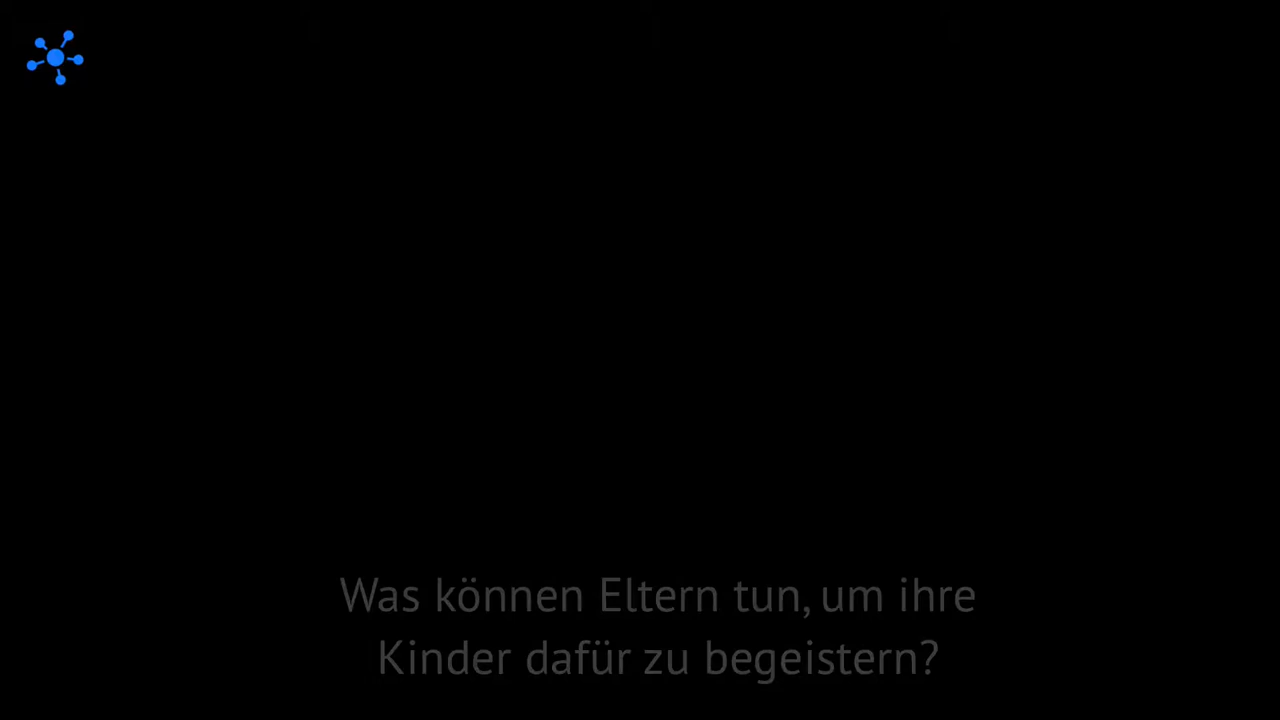 Was können Eltern tun, um ihre
Kinder dafür zu begeistern?